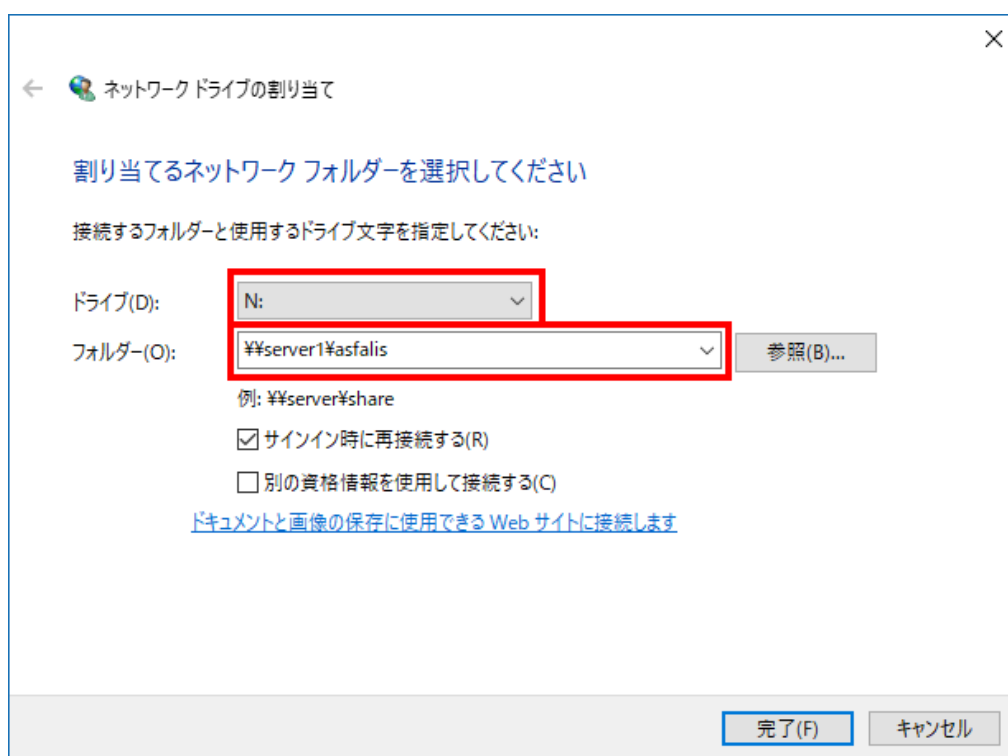 ネットワーク ドライブの割り当て
割り当てるネットワーク フォルダーを選択してください
接続するフォルダーと使用するドライブ文字を指定してください:
ドライブ(D): N:
フォルダー(O): ¥¥server1¥asfalis 参照(B)...
例: ¥¥server¥share
サインイン時に再接続する(R)
別の資格情報を使用して接続する(C)
ドキュメントと画像の保存に使用できる Web サイトに接続します
完了(F) キャンセル